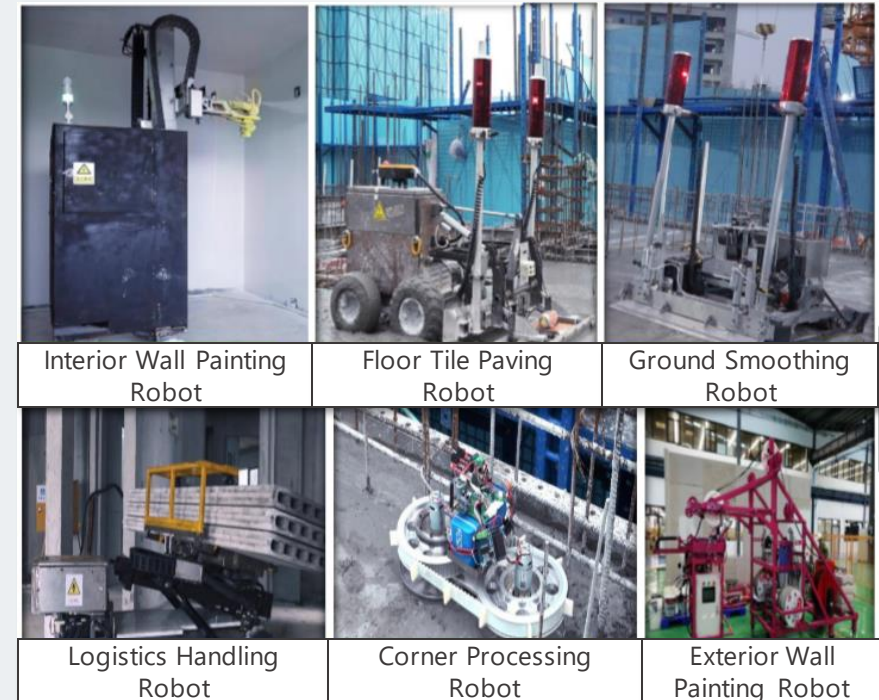 Interior Wall Painting
Robot
Floor Tile Paving
Robot
Ground Smoothing
Robot
Logistics Handling
Robot
Corner Processing
Robot
Exterior Wall
Painting Robot